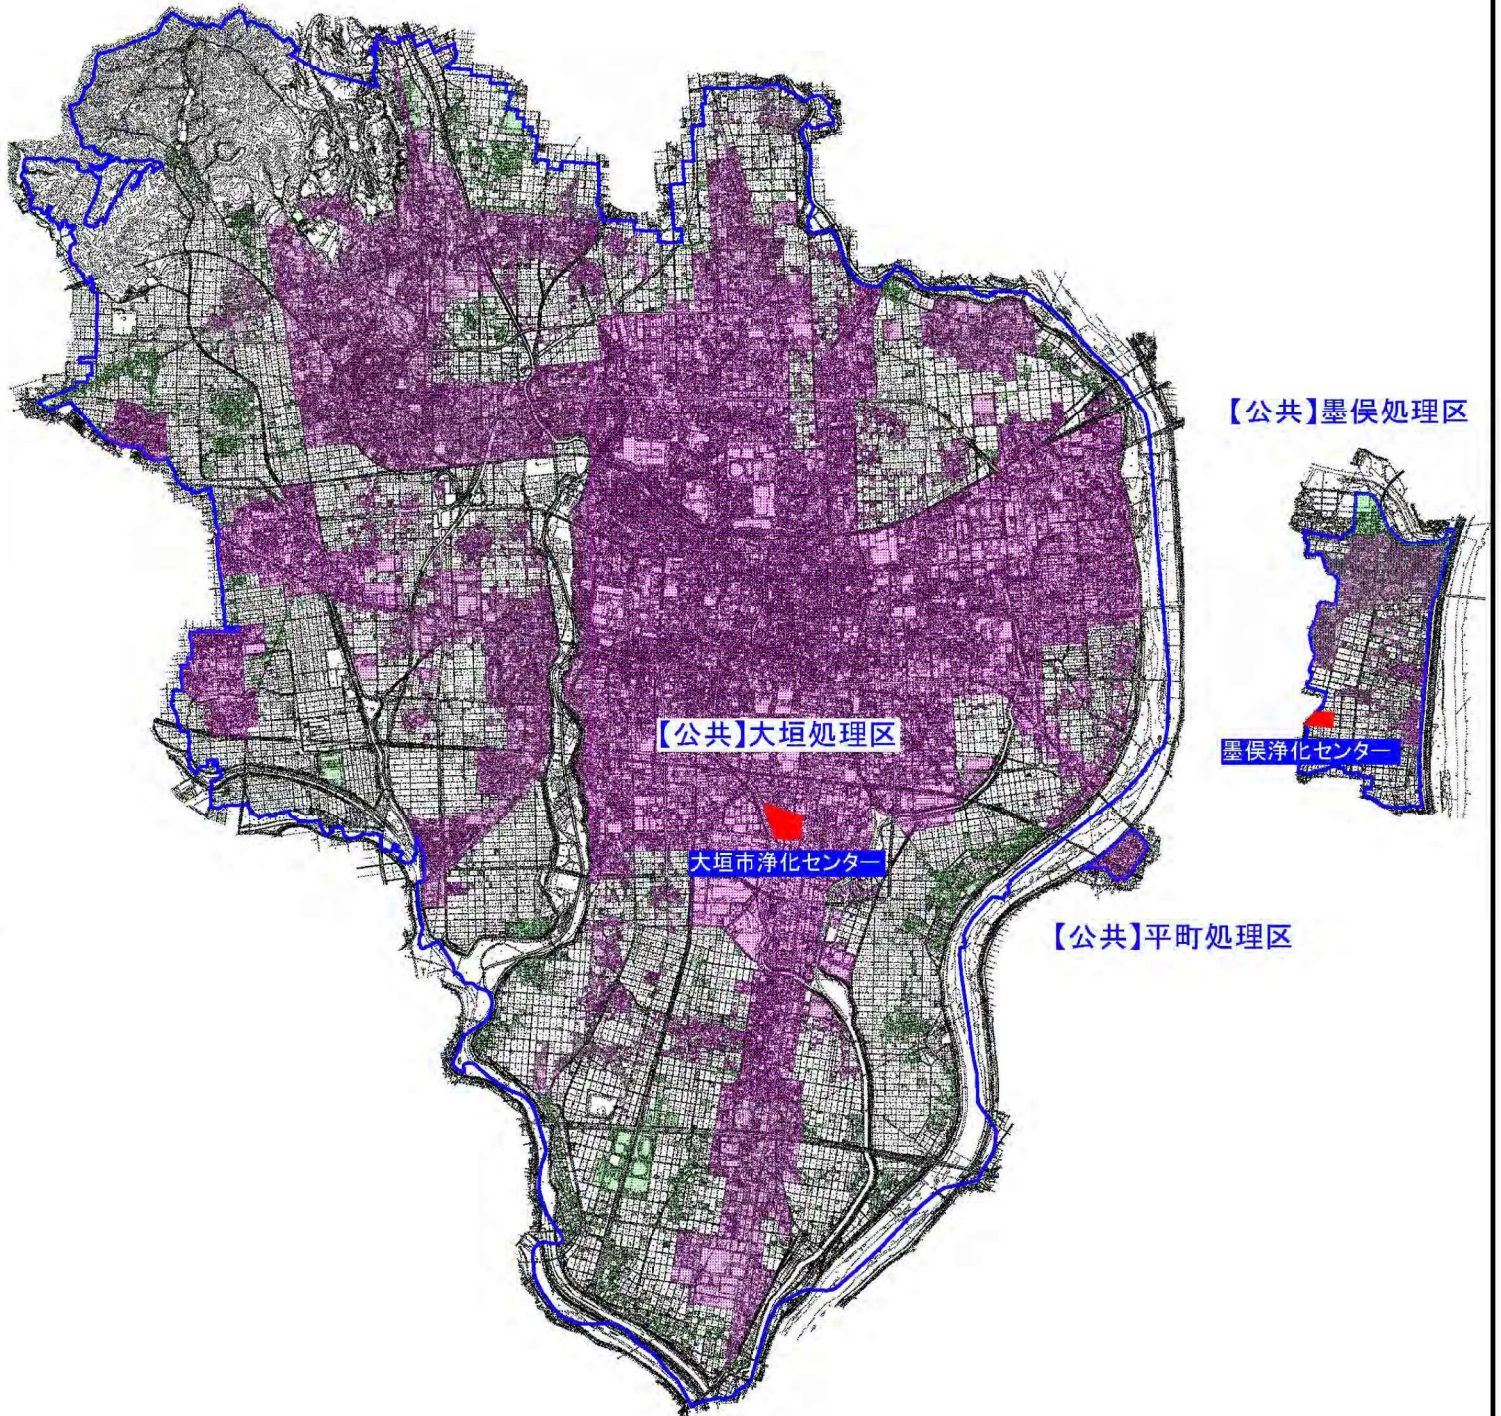 【公共】墨俣処理区
【公共】大垣処理区
墨俣浄化センター
大垣市浄化センター
【公共】平町処理区